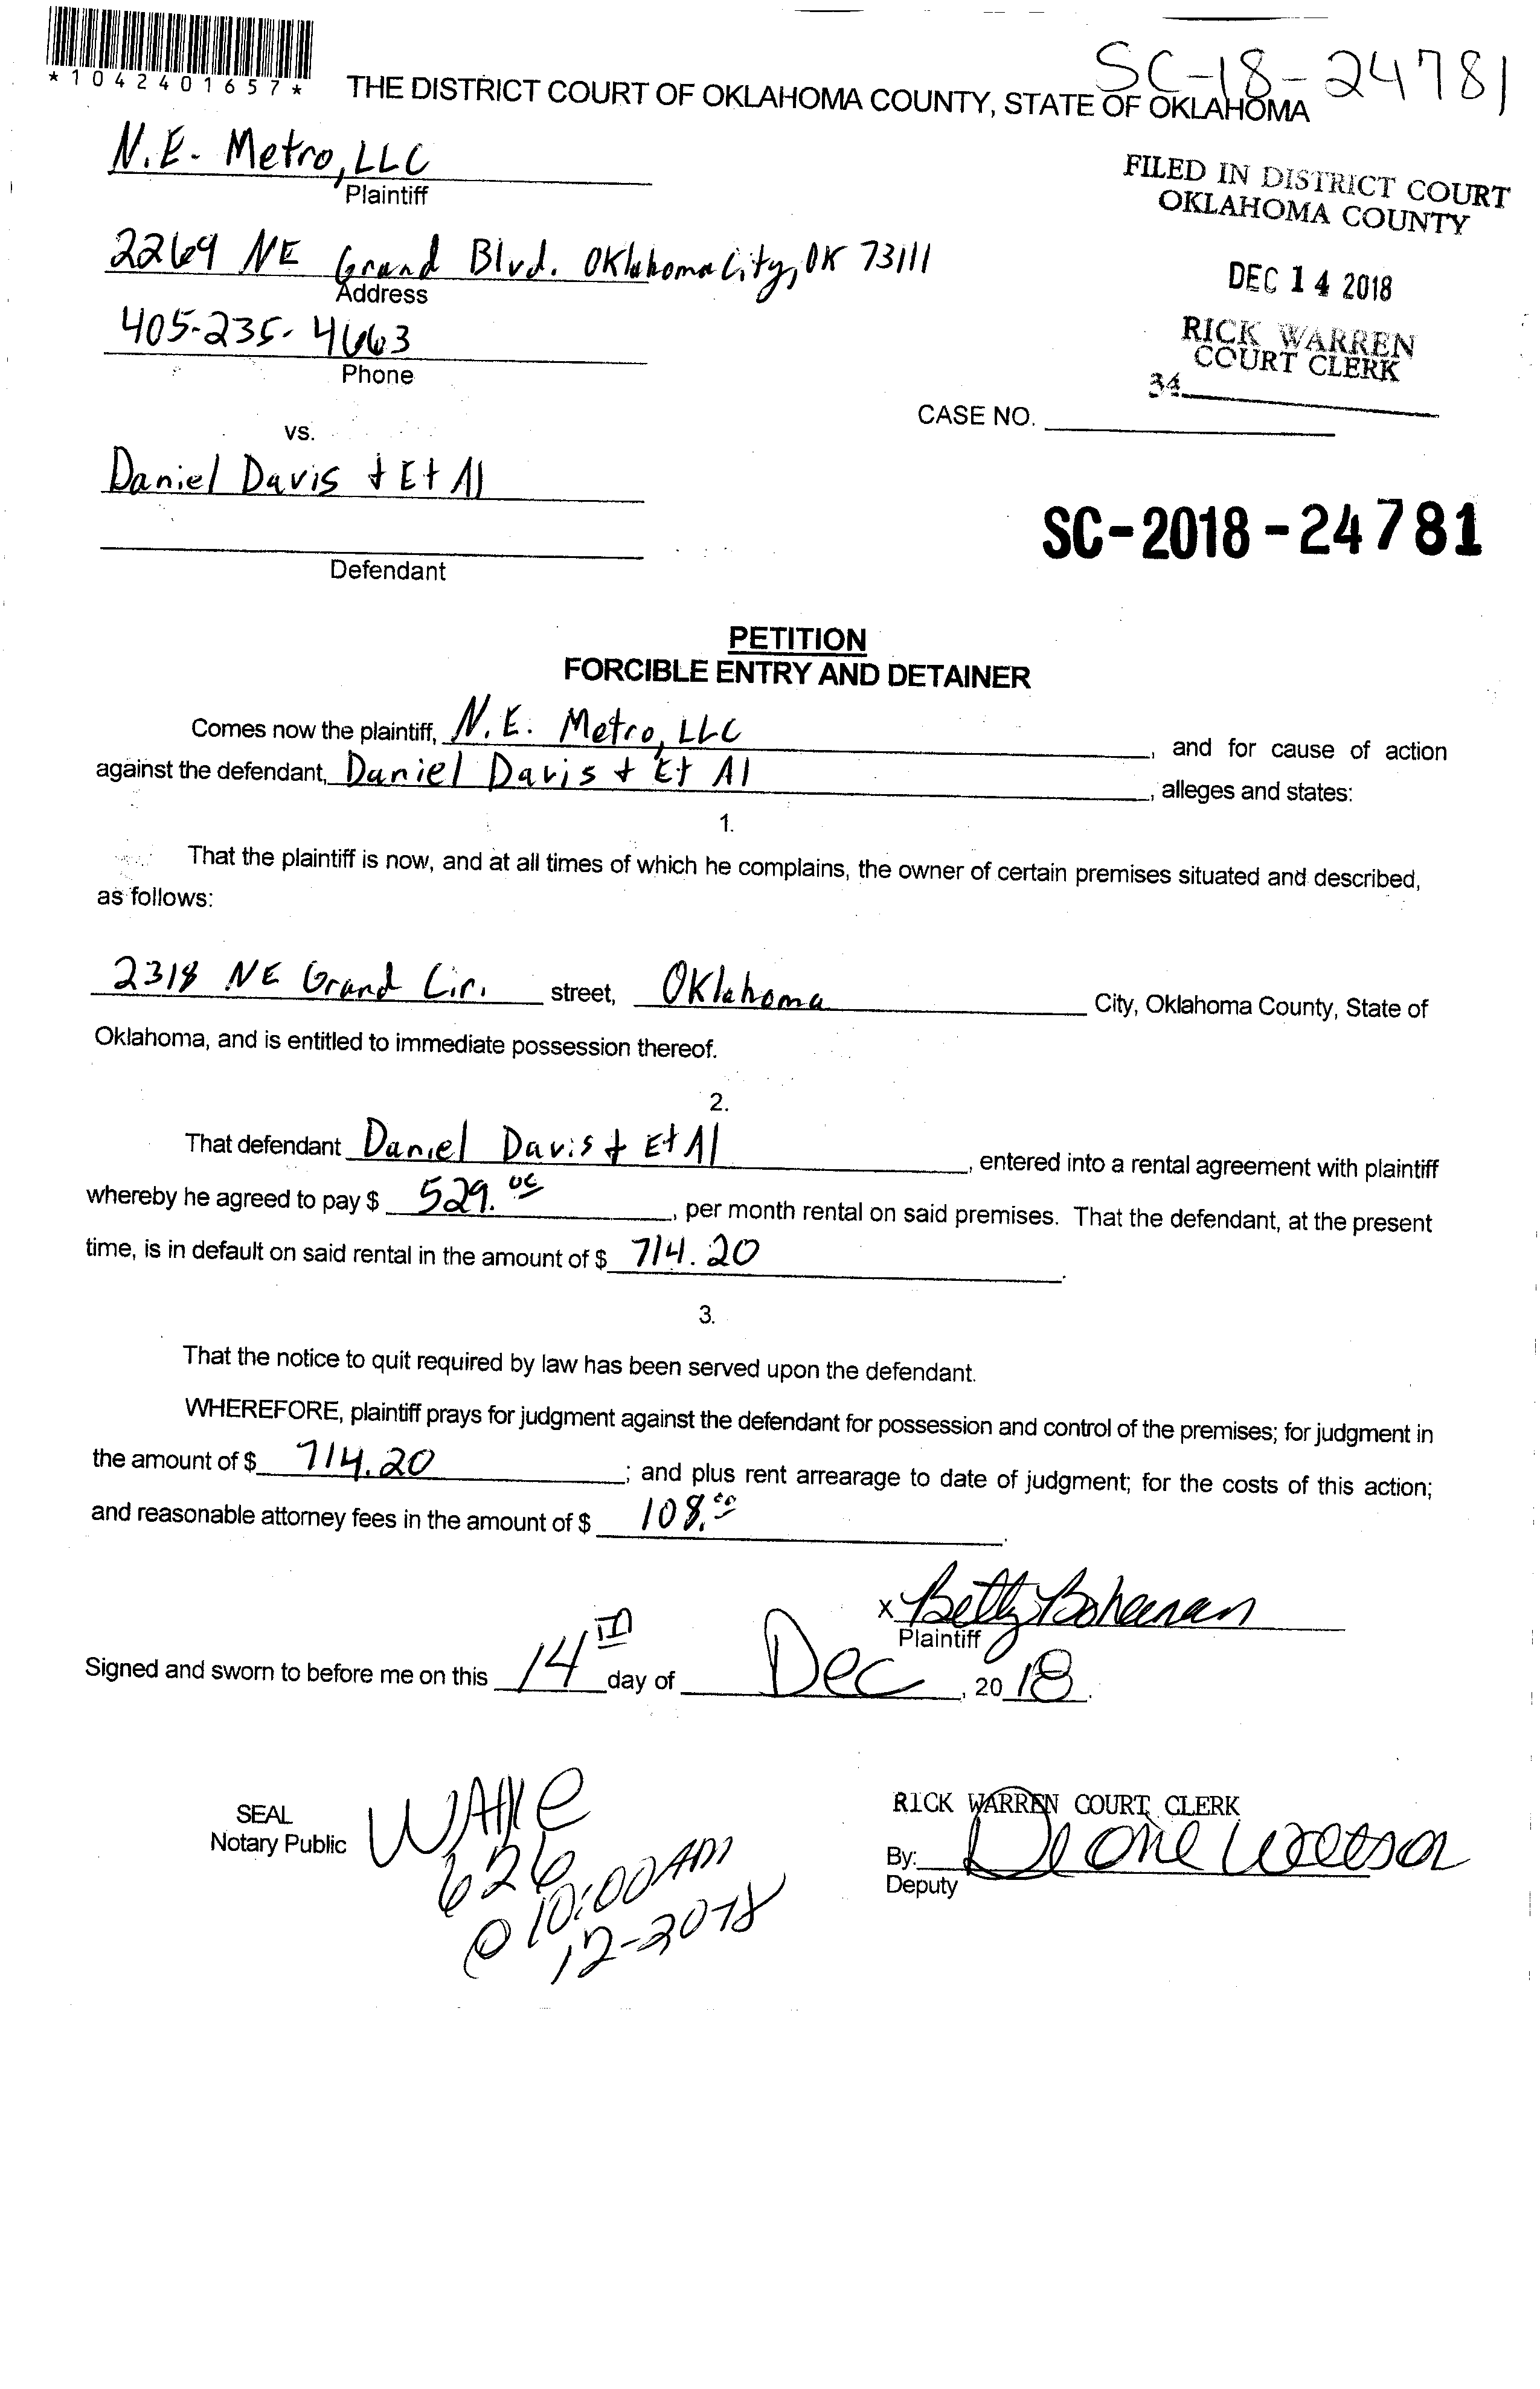 *1042401657*
SC-18-24781
THE DISTRICT COURT OF OKLAHOMA COUNTY, STATE OF OKLAHOMA
N.E. Metro, LLC
Plaintiff
FILED IN DISTRICT COURT
OKLAHOMA COUNTY
2269 NE Grand Blvd. Oklahoma City, OK 73111
Address
DEC 14 2018
405-235-4663
Phone
RICK WARREN
COURT CLERK
34
CASE NO.
vs.
Daniel Davis + Et Al
Defendant
SC-2018-24781
PETITION
FORCIBLE ENTRY AND DETAINER
Comes now the plaintiff, N.E. Metro, LLC, and for cause of action
against the defendant, Daniel Davis + Et Al, alleges and states:
1.
That the plaintiff is now, and at all times of which he complains, the owner of certain premises situated and described,
as follows:
2318 NE Grand Cir. street, Oklahoma City, Oklahoma County, State of
Oklahoma, and is entitled to immediate possession thereof.
2.
That defendant Daniel Davis + Et Al, entered into a rental agreement with plaintiff
whereby he agreed to pay $ 529.00, per month rental on said premises. That the defendant, at the present
time, is in default on said rental in the amount of $ 714.20.
3.
That the notice to quit required by law has been served upon the defendant.
WHEREFORE, plaintiff prays for judgment against the defendant for possession and control of the premises; for judgment in
the amount of $ 714.20; and plus rent arrearage to date of judgment; for the costs of this action;
and reasonable attorney fees in the amount of $ 108.00.
x Betty Bohanan
Plaintiff
Signed and sworn to before me on this 14TH day of Dec, 2018.
SEAL
Notary Public
626
@ 10:00AM
12-2018
RICK WARREN COURT CLERK
By:
Deputy